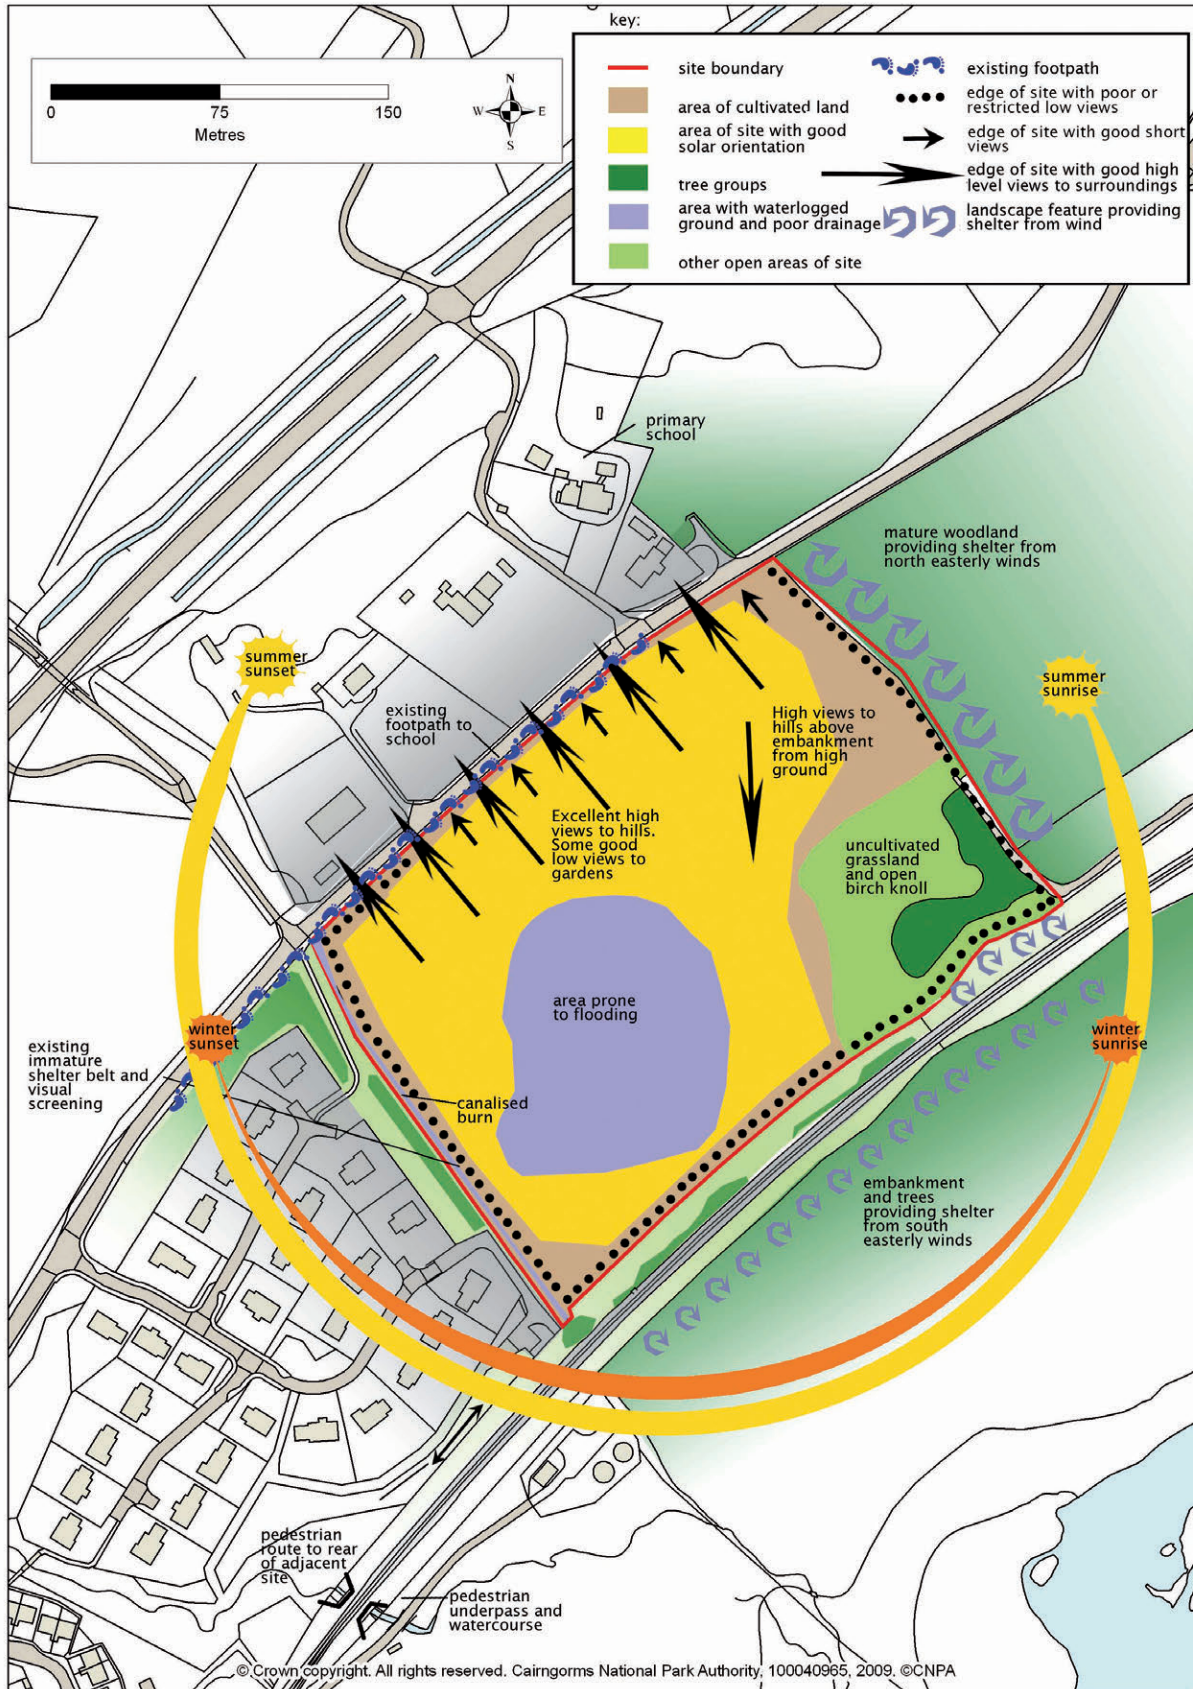 key:
0
75
150
Metres
N
W
E
S
site boundary
area of cultivated land
area of site with good
solar orientation
tree groups
area with waterlogged
ground and poor drainage
other open areas of site
existing footpath
edge of site with poor or
restricted low views
edge of site with good short
views
edge of site with good high
level views to surroundings
landscape feature providing
shelter from wind
primary
school
mature woodland
providing shelter from
north easterly winds
summer
sunset
summer
sunrise
existing
footpath to
school
High views to
hills above
embankment
from high
ground
Excellent high
views to hills.
Some good
low views to
gardens
uncultivated
grassland
and open
birch knoll
area prone
to flooding
winter
sunset
winter
sunrise
existing
immature
shelter belt and
visual
screening
canalised
burn
embankment
and trees
providing shelter
from south
easterly winds
pedestrian
route to rear
of adjacent
site
pedestrian
underpass and
watercourse
© Crown copyright. All rights reserved. Cairngorms National Park Authority, 100040965, 2009. ©CNPA